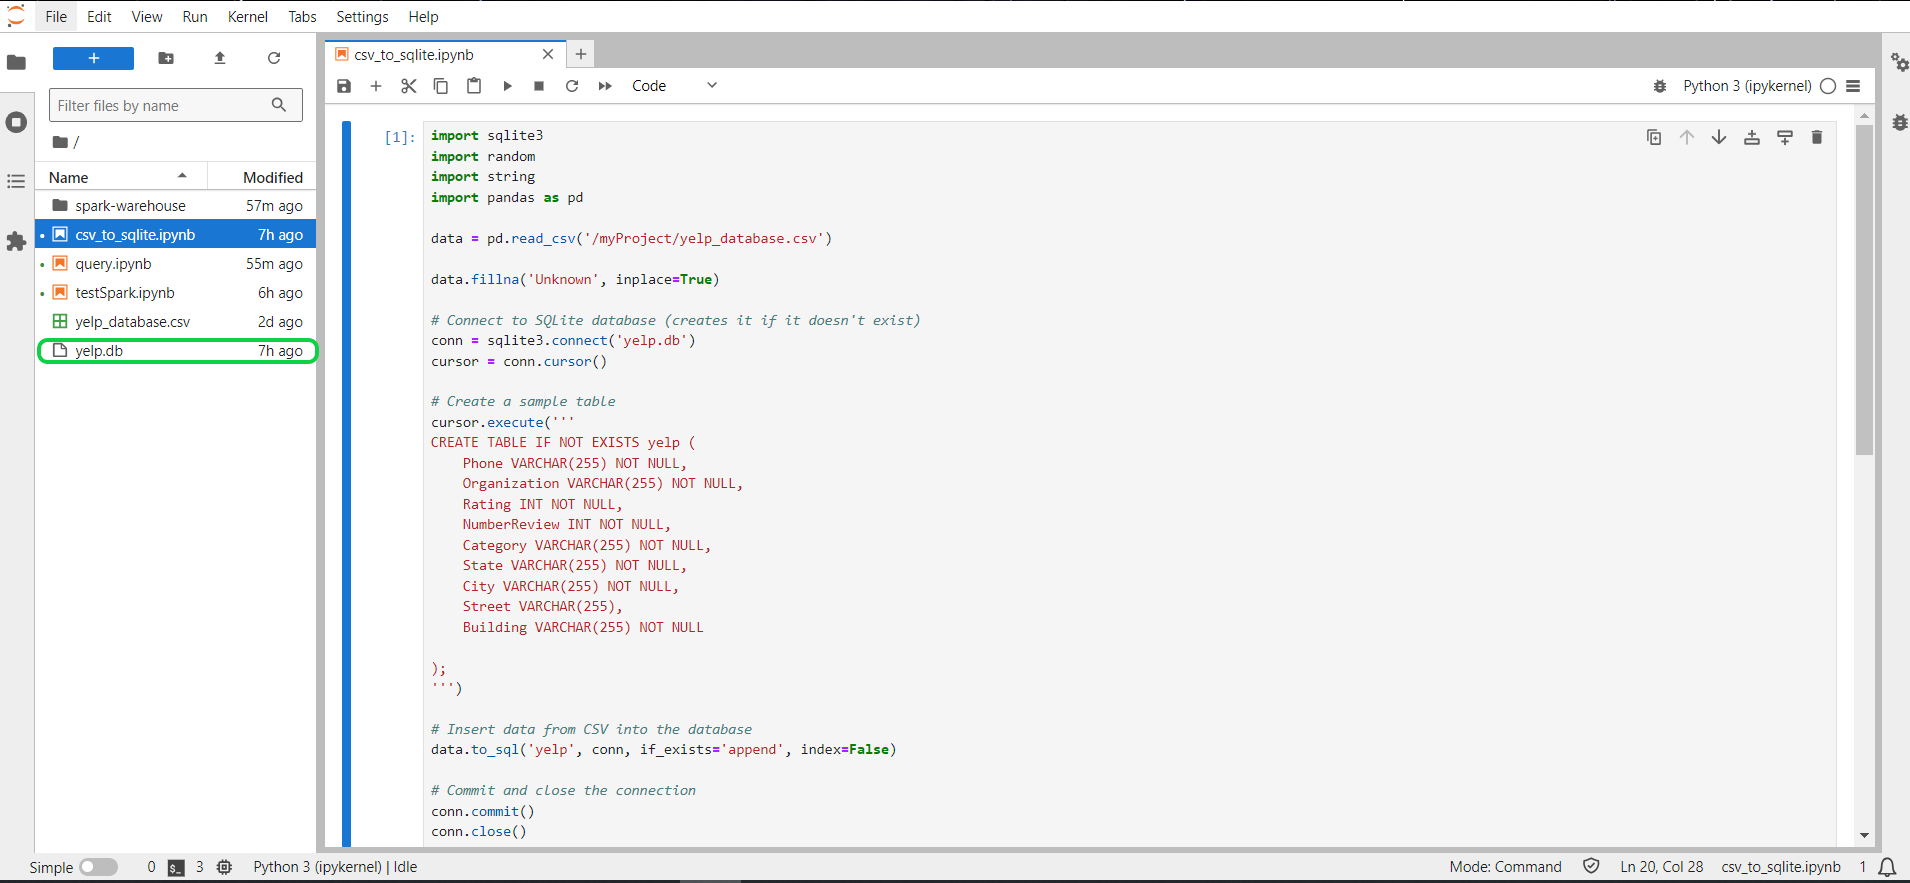 File Edit View Run Kernel Tabs Settings Help
Filter files by name
/
Name Modified
spark-warehouse 57m ago
csv_to_sqlite.ipynb 7h ago
query.ipynb 55m ago
testSpark.ipynb 6h ago
yelp_database.csv 2d ago
yelp.db 7h ago
csv_to_sqlite.ipynb
Code
Python 3 (ipykernel)
[1]:
import sqlite3
import random
import string
import pandas as pd
data = pd.read_csv('/myProject/yelp_database.csv')
data.fillna('Unknown', inplace=True)
# Connect to SQLite database (creates it if it doesn't exist)
conn = sqlite3.connect('yelp.db')
cursor = conn.cursor()
# Create a sample table
cursor.execute('''
CREATE TABLE IF NOT EXISTS yelp (
    Phone VARCHAR(255) NOT NULL,
    Organization VARCHAR(255) NOT NULL,
    Rating INT NOT NULL,
    NumberReview INT NOT NULL,
    Category VARCHAR(255) NOT NULL,
    State VARCHAR(255) NOT NULL,
    City VARCHAR(255) NOT NULL,
    Street VARCHAR(255),
    Building VARCHAR(255) NOT NULL
);
''')
# Insert data from CSV into the database
data.to_sql('yelp', conn, if_exists='append', index=False)
# Commit and close the connection
conn.commit()
conn.close()
Simple 0 $_ 3 Python 3 (ipykernel) | Idle Mode: Command Ln 20, Col 28 csv_to_sqlite.ipynb 1